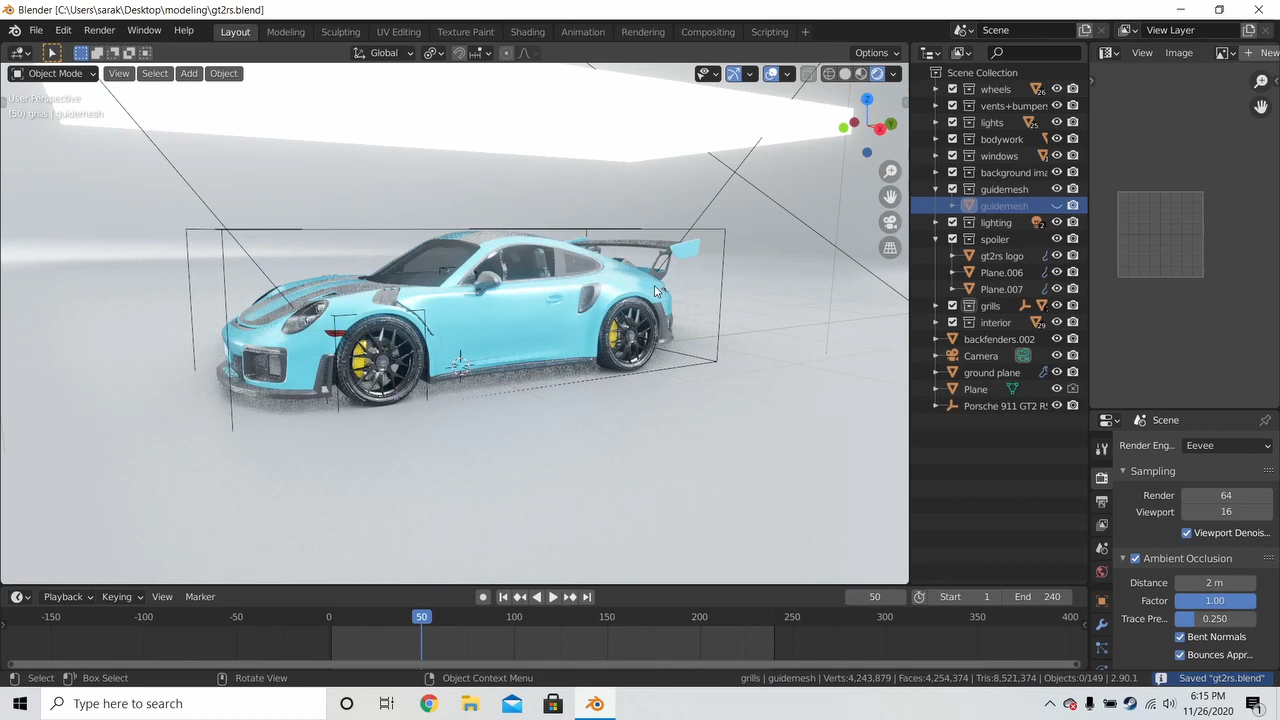 Blender [C:\Users\sarak\Desktop\modeling\gt2rs.blend]
File Edit Render Window Help Layout Modeling Sculpting UV Editing Texture Paint Shading Animation Rendering Compositing Scripting + Scene View Layer
Global Options View Image New
Object Mode View Select Add Object Scene Collection
User Perspective
(50) grills | guidemesh
Z
Y
X
wheels 26
vents+bumpers 25
lights
bodywork
windows
background ima
guidemesh
guidemesh
lighting 2
spoiler
gt2rs logo
Plane.006
Plane.007
grills
interior 29
backfenders.002
Camera
ground plane
Plane
Porsche 911 GT2 RS
Scene
Render Eng... Eevee
Sampling
Render 64
Viewport 16
Viewport Denois...
Ambient Occlusion
Distance 2 m
Factor 1.00
Trace Pre... 0.250
Bent Normals
Bounces Appr...
Playback Keying View Marker 50 Start 1 End 240
-150 -100 -50 0 50 100 150 200 250 300 350 400
Select Box Select Rotate View Object Context Menu grills | guidemesh | Verts:4,243,879 | Faces:4,254,374 | Tris:8,521,374 | Objects:0/149 | 2.90.1 Saved "gt2rs.blend"
Type here to search
6:15 PM
11/26/2020
1